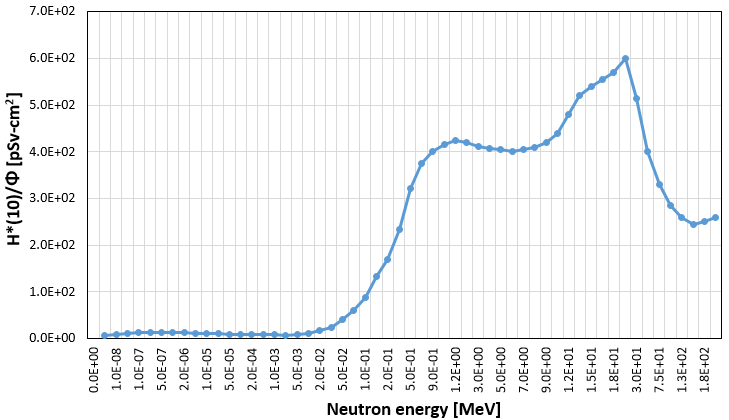 7.0E+02
6.0E+02
5.0E+02
4.0E+02
3.0E+02
2.0E+02
1.0E+02
0.0E+00
H*(10)/Φ [pSv-cm²]
0.0E+00 1.0E-08 1.0E-07 5.0E-07 2.0E-06 1.0E-05 5.0E-05 2.0E-04 1.0E-03 5.0E-03 2.0E-02 5.0E-02 1.0E-01 2.0E-01 5.0E-01 9.0E-01 1.2E+00 3.0E+00 5.0E+00 7.0E+00 9.0E+00 1.2E+01 1.5E+01 1.8E+01 3.0E+01 7.5E+01 1.3E+02 1.8E+02
Neutron energy [MeV]